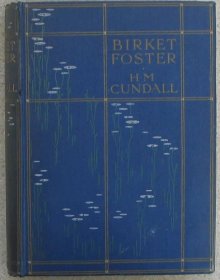 BIRKET
FOSTER
H M
CUNDALL